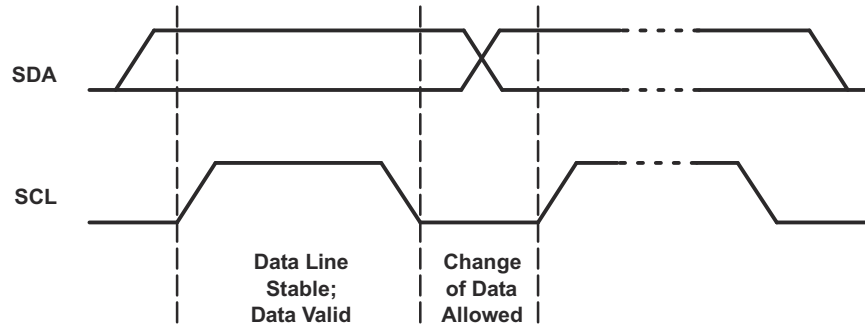 SDA
SCL
Data Line
Stable;
Data Valid
Change
of Data
Allowed